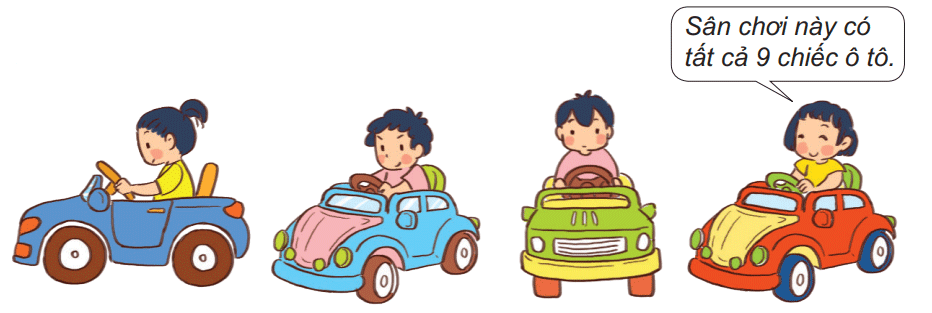 Sân chơi này có
tất cả 9 chiếc ô tô.